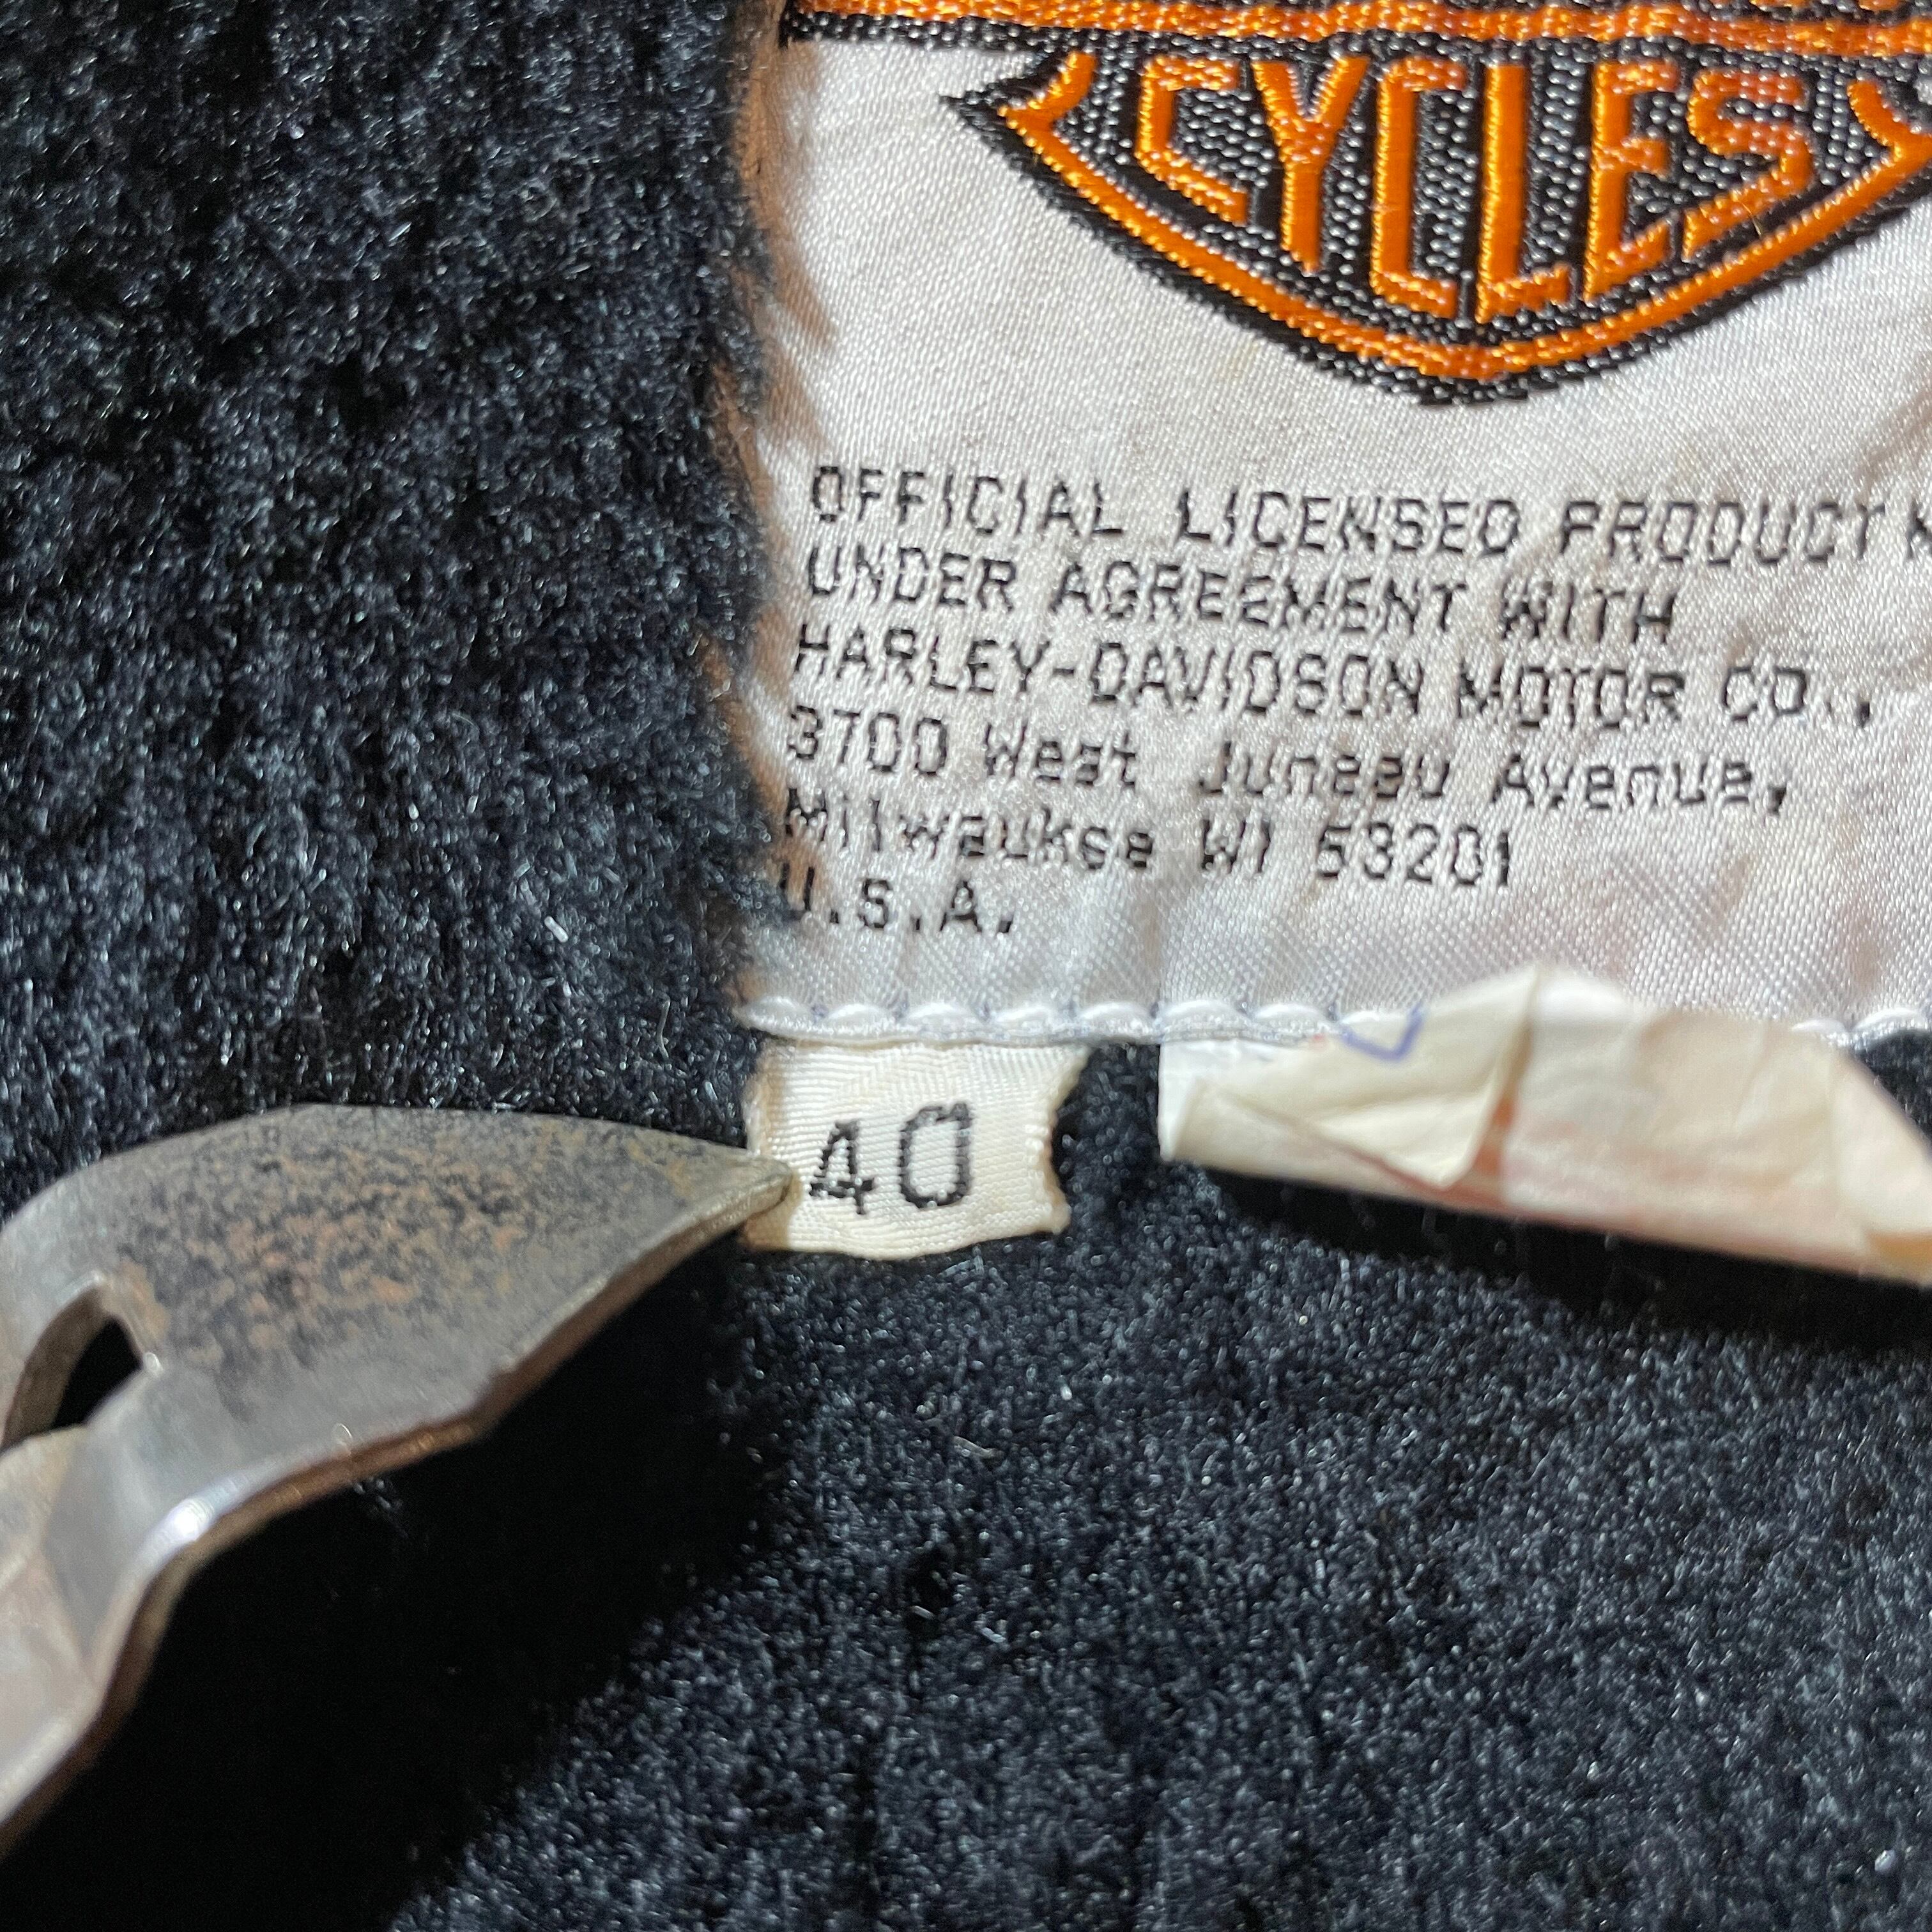 CYCLES
OFFICIAL LICENSED PRODUCT
UNDER AGREEMENT WITH
HARLEY-DAVIDSON MOTOR CO.,
3700 West Juneau Avenue,
Milwaukee WI 53201
U.S.A.
40